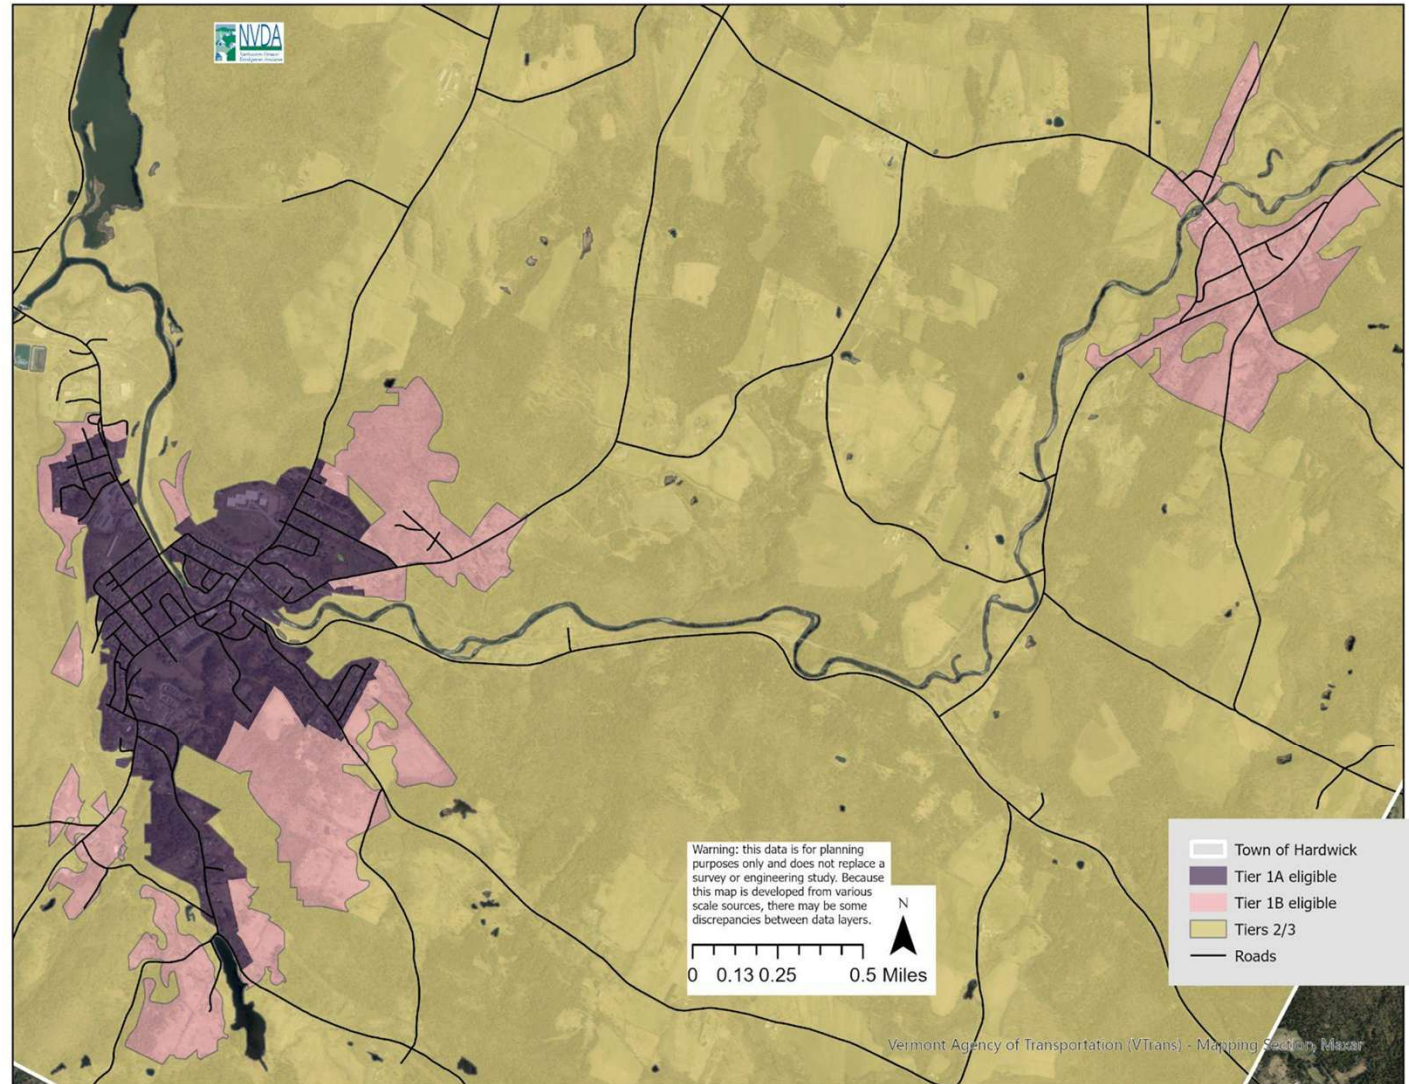 NVDA
Warning: this data is for planning
purposes only and does not replace a
survey or engineering study. Because
this map is developed from various
scale sources, there may be some
discrepancies between data layers.
N
0 0.13 0.25 0.5 Miles
Town of Hardwick
Tier 1A eligible
Tier 1B eligible
Tiers 2/3
Roads
Vermont Agency of Transportation (VTrans) - Mapping Section, Maxar